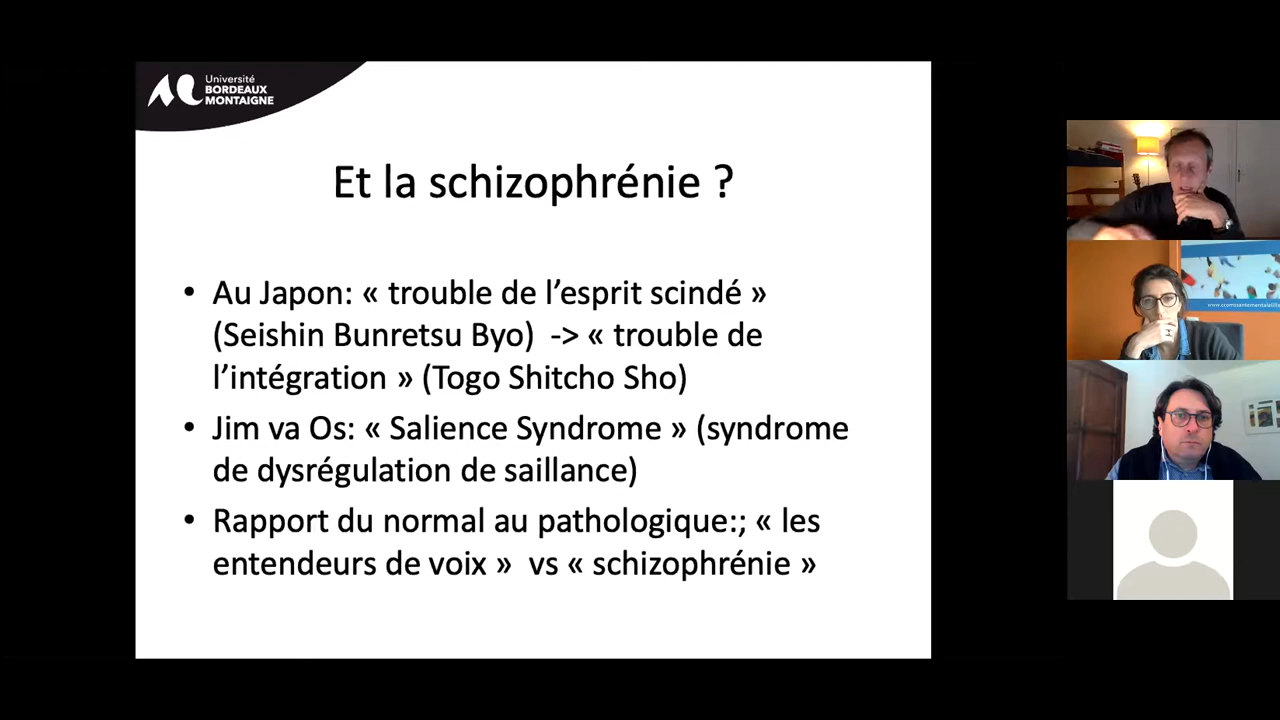 Université
BORDEAUX
MONTAIGNE
Et la schizophrénie ?
• Au Japon: « trouble de l’esprit scindé »
(Seishin Bunretsu Byo) -> « trouble de
l’intégration » (Togo Shitcho Sho)
• Jim va Os: « Salience Syndrome » (syndrome
de dysrégulation de saillance)
• Rapport du normal au pathologique:; « les
entendeurs de voix » vs « schizophrénie »